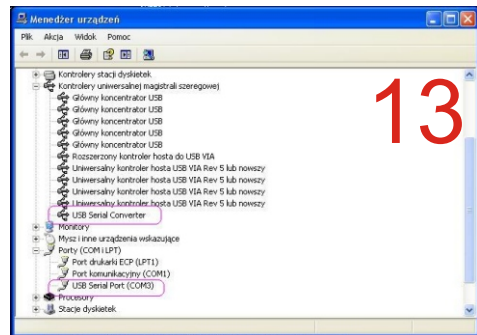 Menedżer urządzeń
Plik Akcja Widok Pomoc
Kontrolery stacji dyskietek
Kontrolery uniwersalnej magistrali szeregowej
Główny koncentrator USB
Główny koncentrator USB
Główny koncentrator USB
Główny koncentrator USB
Główny koncentrator USB
Rozszerzony kontroler hosta do USB VIA
Uniwersalny kontroler hosta USB VIA Rev 5 lub nowszy
Uniwersalny kontroler hosta USB VIA Rev 5 lub nowszy
Uniwersalny kontroler hosta USB VIA Rev 5 lub nowszy
Uniwersalny kontroler hosta USB VIA Rev 5 lub nowszy
USB Serial Converter
Monitory
Mysz i inne urządzenia wskazujące
Porty (COM i LPT)
Port drukarki ECP (LPT1)
Port komunikacyjny (COM1)
USB Serial Port (COM3)
Procesory
Stacje dyskietek
13